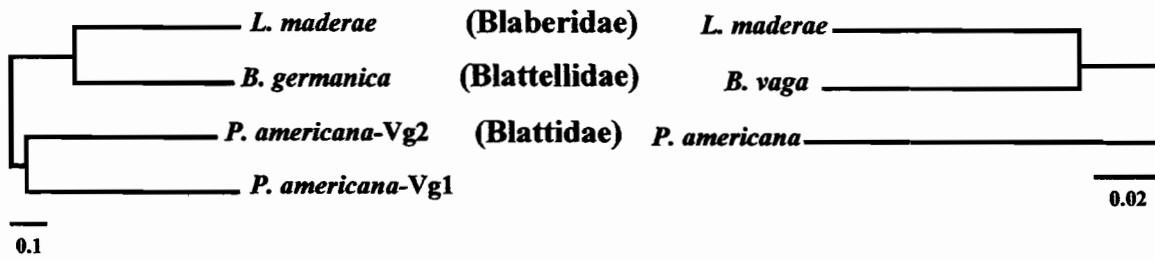 L. maderae (Blaberidae) L. maderae
B. germanica (Blattellidae) B. vaga
P. americana-Vg2 (Blattidae) P. americana
P. americana-Vg1
0.1 0.02